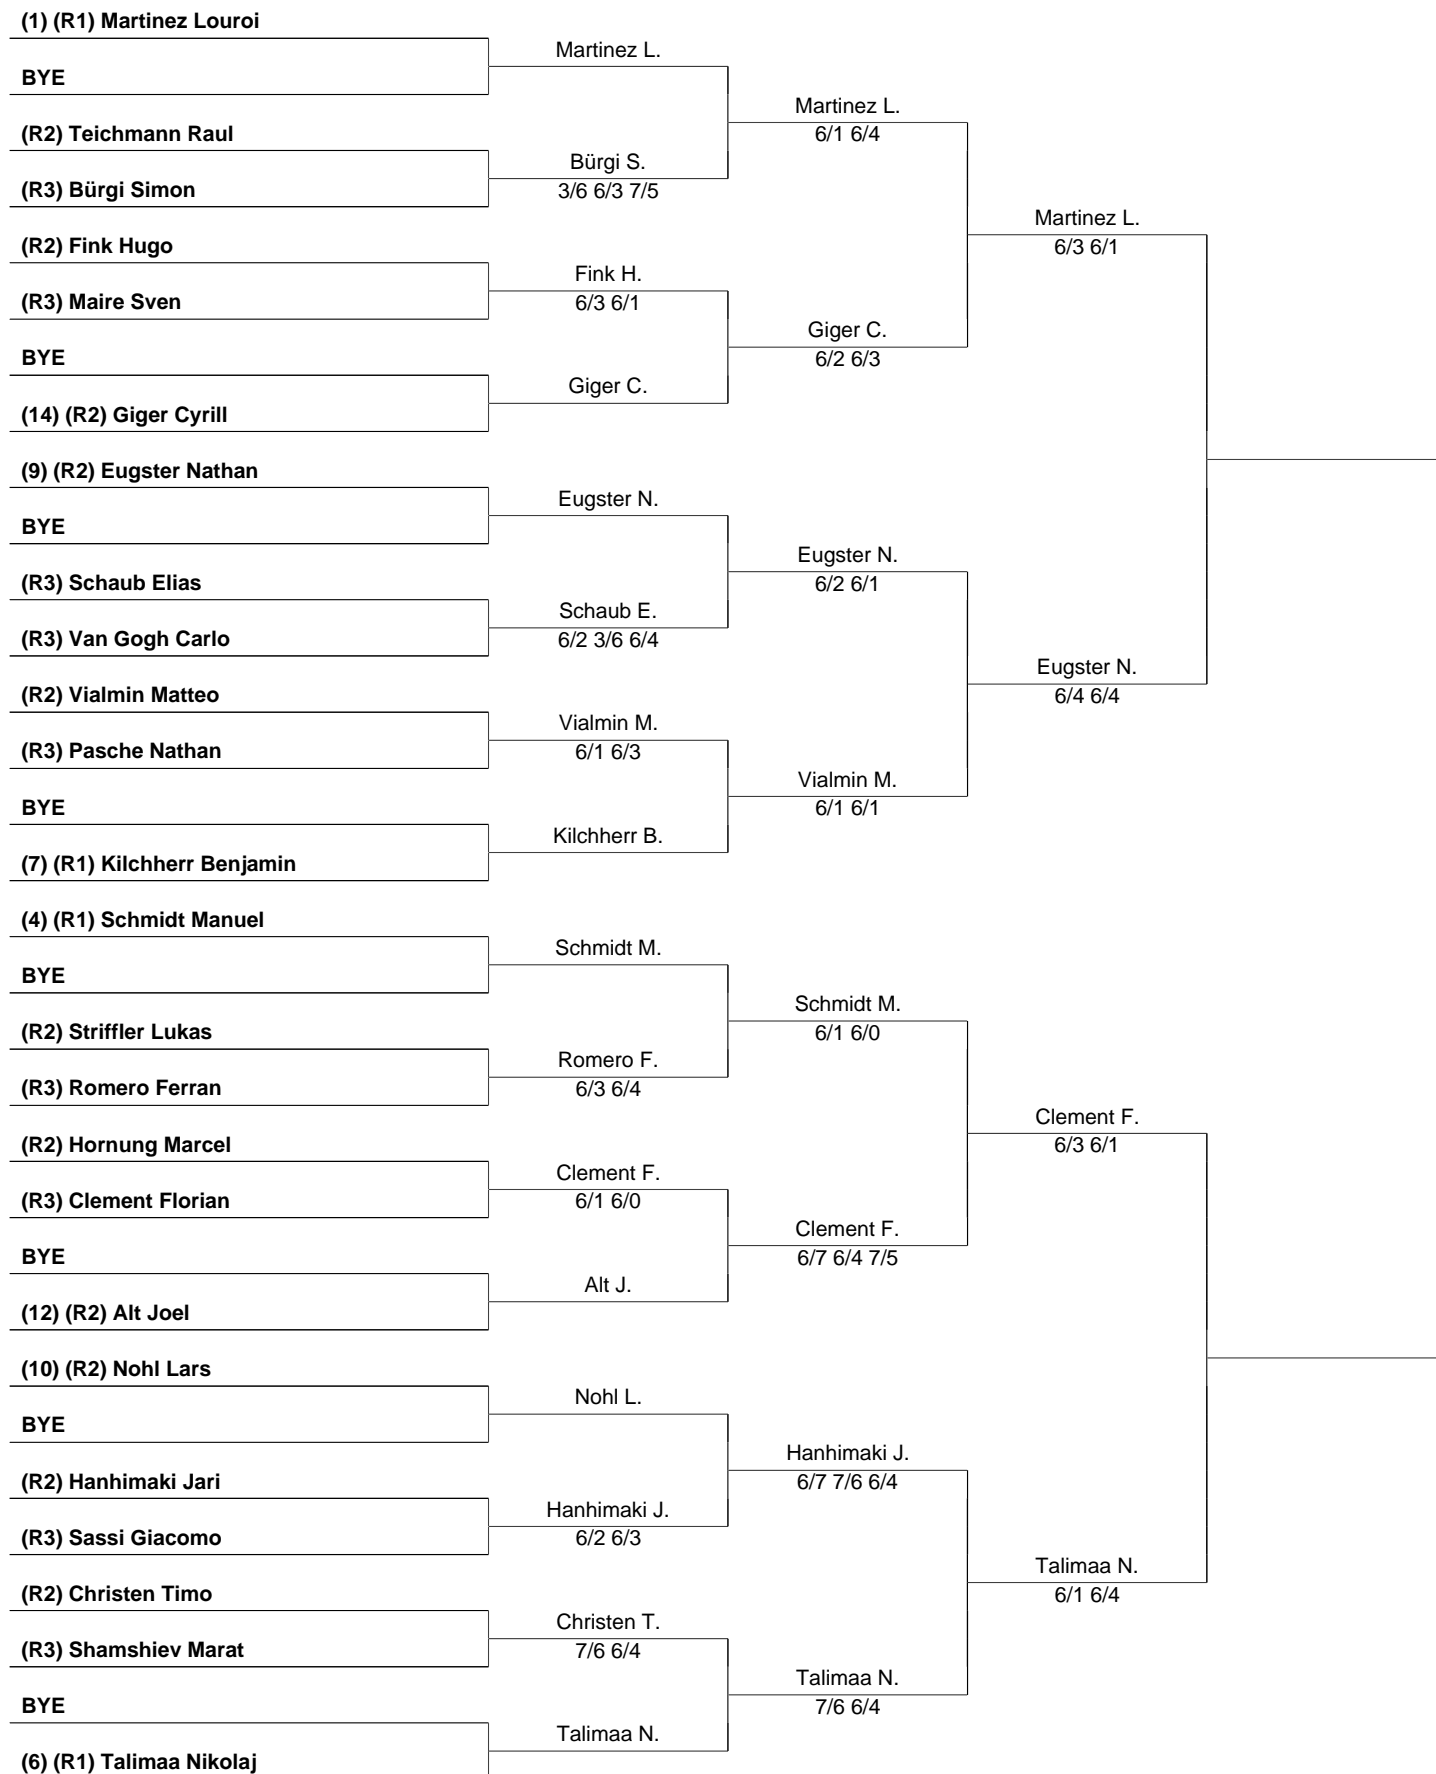 (1) (R1) Martinez Louroi
Martinez L.
BYE
Martinez L.
6/1 6/4
(R2) Teichmann Raul
Bürgi S.
3/6 6/3 7/5
(R3) Bürgi Simon
Martinez L.
6/3 6/1
(R2) Fink Hugo
Fink H.
6/3 6/1
(R3) Maire Sven
Giger C.
6/2 6/3
BYE
Giger C.
(14) (R2) Giger Cyrill
(9) (R2) Eugster Nathan
Eugster N.
BYE
Eugster N.
6/2 6/1
(R3) Schaub Elias
Schaub E.
6/2 3/6 6/4
(R3) Van Gogh Carlo
Eugster N.
6/4 6/4
(R2) Vialmin Matteo
Vialmin M.
6/1 6/3
(R3) Pasche Nathan
Vialmin M.
6/1 6/1
BYE
Kilchherr B.
(7) (R1) Kilchherr Benjamin
(4) (R1) Schmidt Manuel
Schmidt M.
BYE
Schmidt M.
6/1 6/0
(R2) Striffler Lukas
Romero F.
6/3 6/4
(R3) Romero Ferran
Clement F.
6/3 6/1
(R2) Hornung Marcel
Clement F.
6/1 6/0
(R3) Clement Florian
Clement F.
6/7 6/4 7/5
BYE
Alt J.
(12) (R2) Alt Joel
(10) (R2) Nohl Lars
Nohl L.
BYE
Hanhimaki J.
6/7 7/6 6/4
(R2) Hanhimaki Jari
Hanhimaki J.
6/2 6/3
(R3) Sassi Giacomo
Talimaa N.
6/1 6/4
(R2) Christen Timo
Christen T.
7/6 6/4
(R3) Shamshiev Marat
Talimaa N.
7/6 6/4
BYE
Talimaa N.
(6) (R1) Talimaa Nikolaj